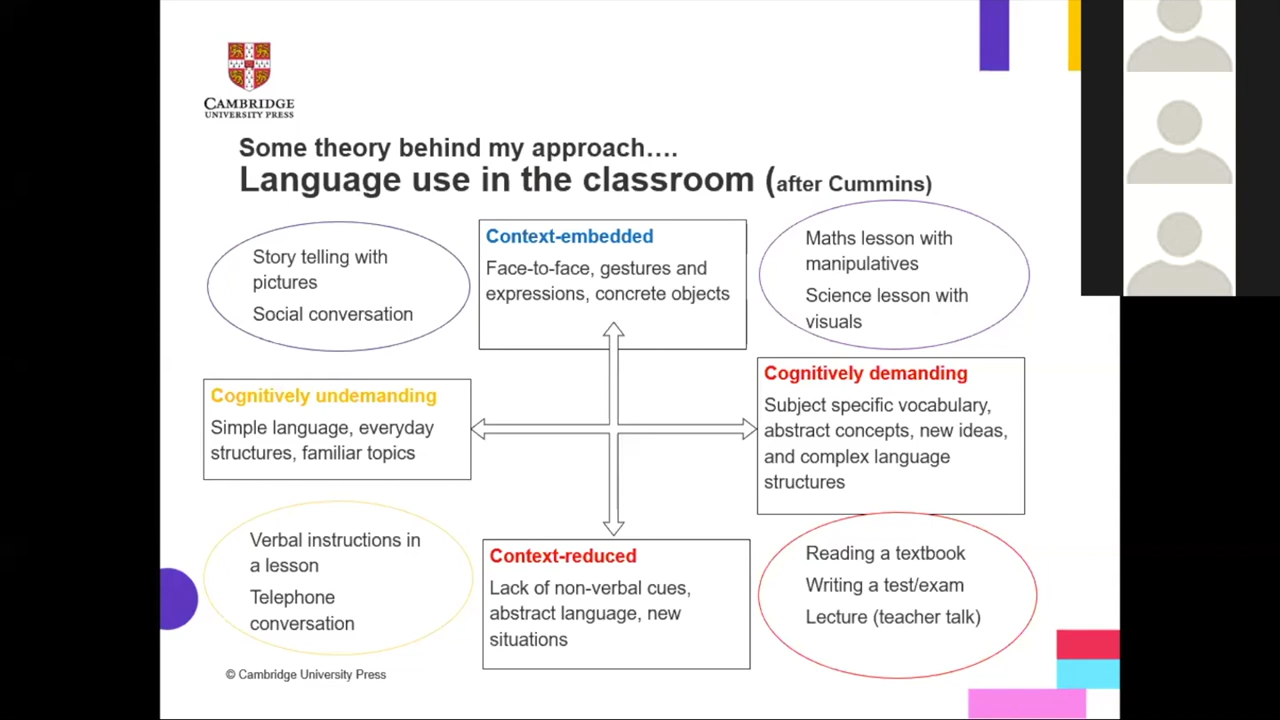 CAMBRIDGE
UNIVERSITY PRESS
Some theory behind my approach....
Language use in the classroom (after Cummins)
Story telling with
pictures
Social conversation
Context-embedded
Face-to-face, gestures and
expressions, concrete objects
Maths lesson with
manipulatives
Science lesson with
visuals
Cognitively undemanding
Simple language, everyday
structures, familiar topics
Cognitively demanding
Subject specific vocabulary,
abstract concepts, new ideas,
and complex language
structures
Verbal instructions in
a lesson
Telephone
conversation
Context-reduced
Lack of non-verbal cues,
abstract language, new
situations
Reading a textbook
Writing a test/exam
Lecture (teacher talk)
© Cambridge University Press